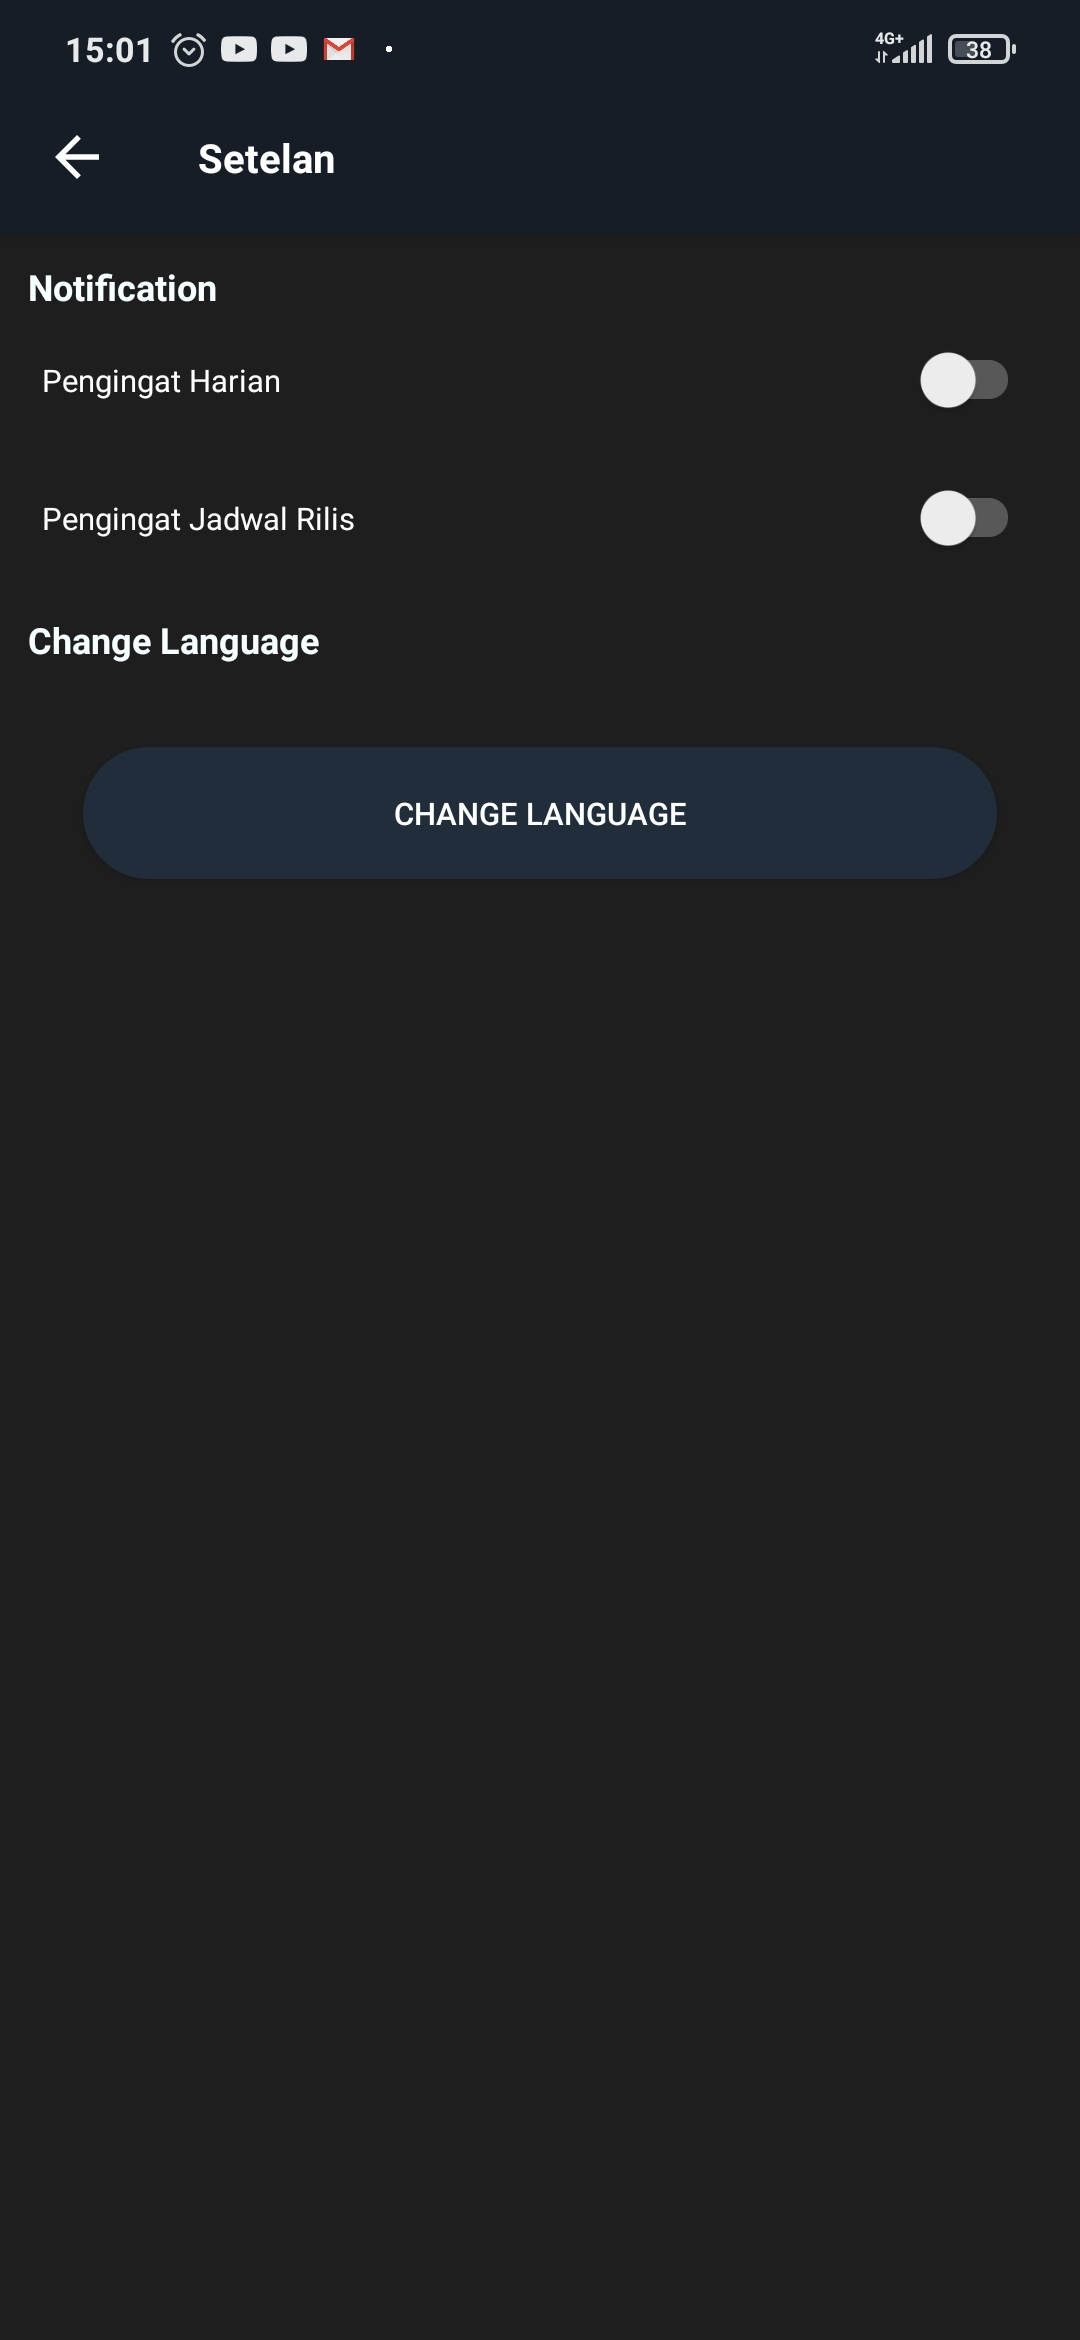 15:01
4G+
38
Setelan
Notification
Pengingat Harian
Pengingat Jadwal Rilis
Change Language
CHANGE LANGUAGE